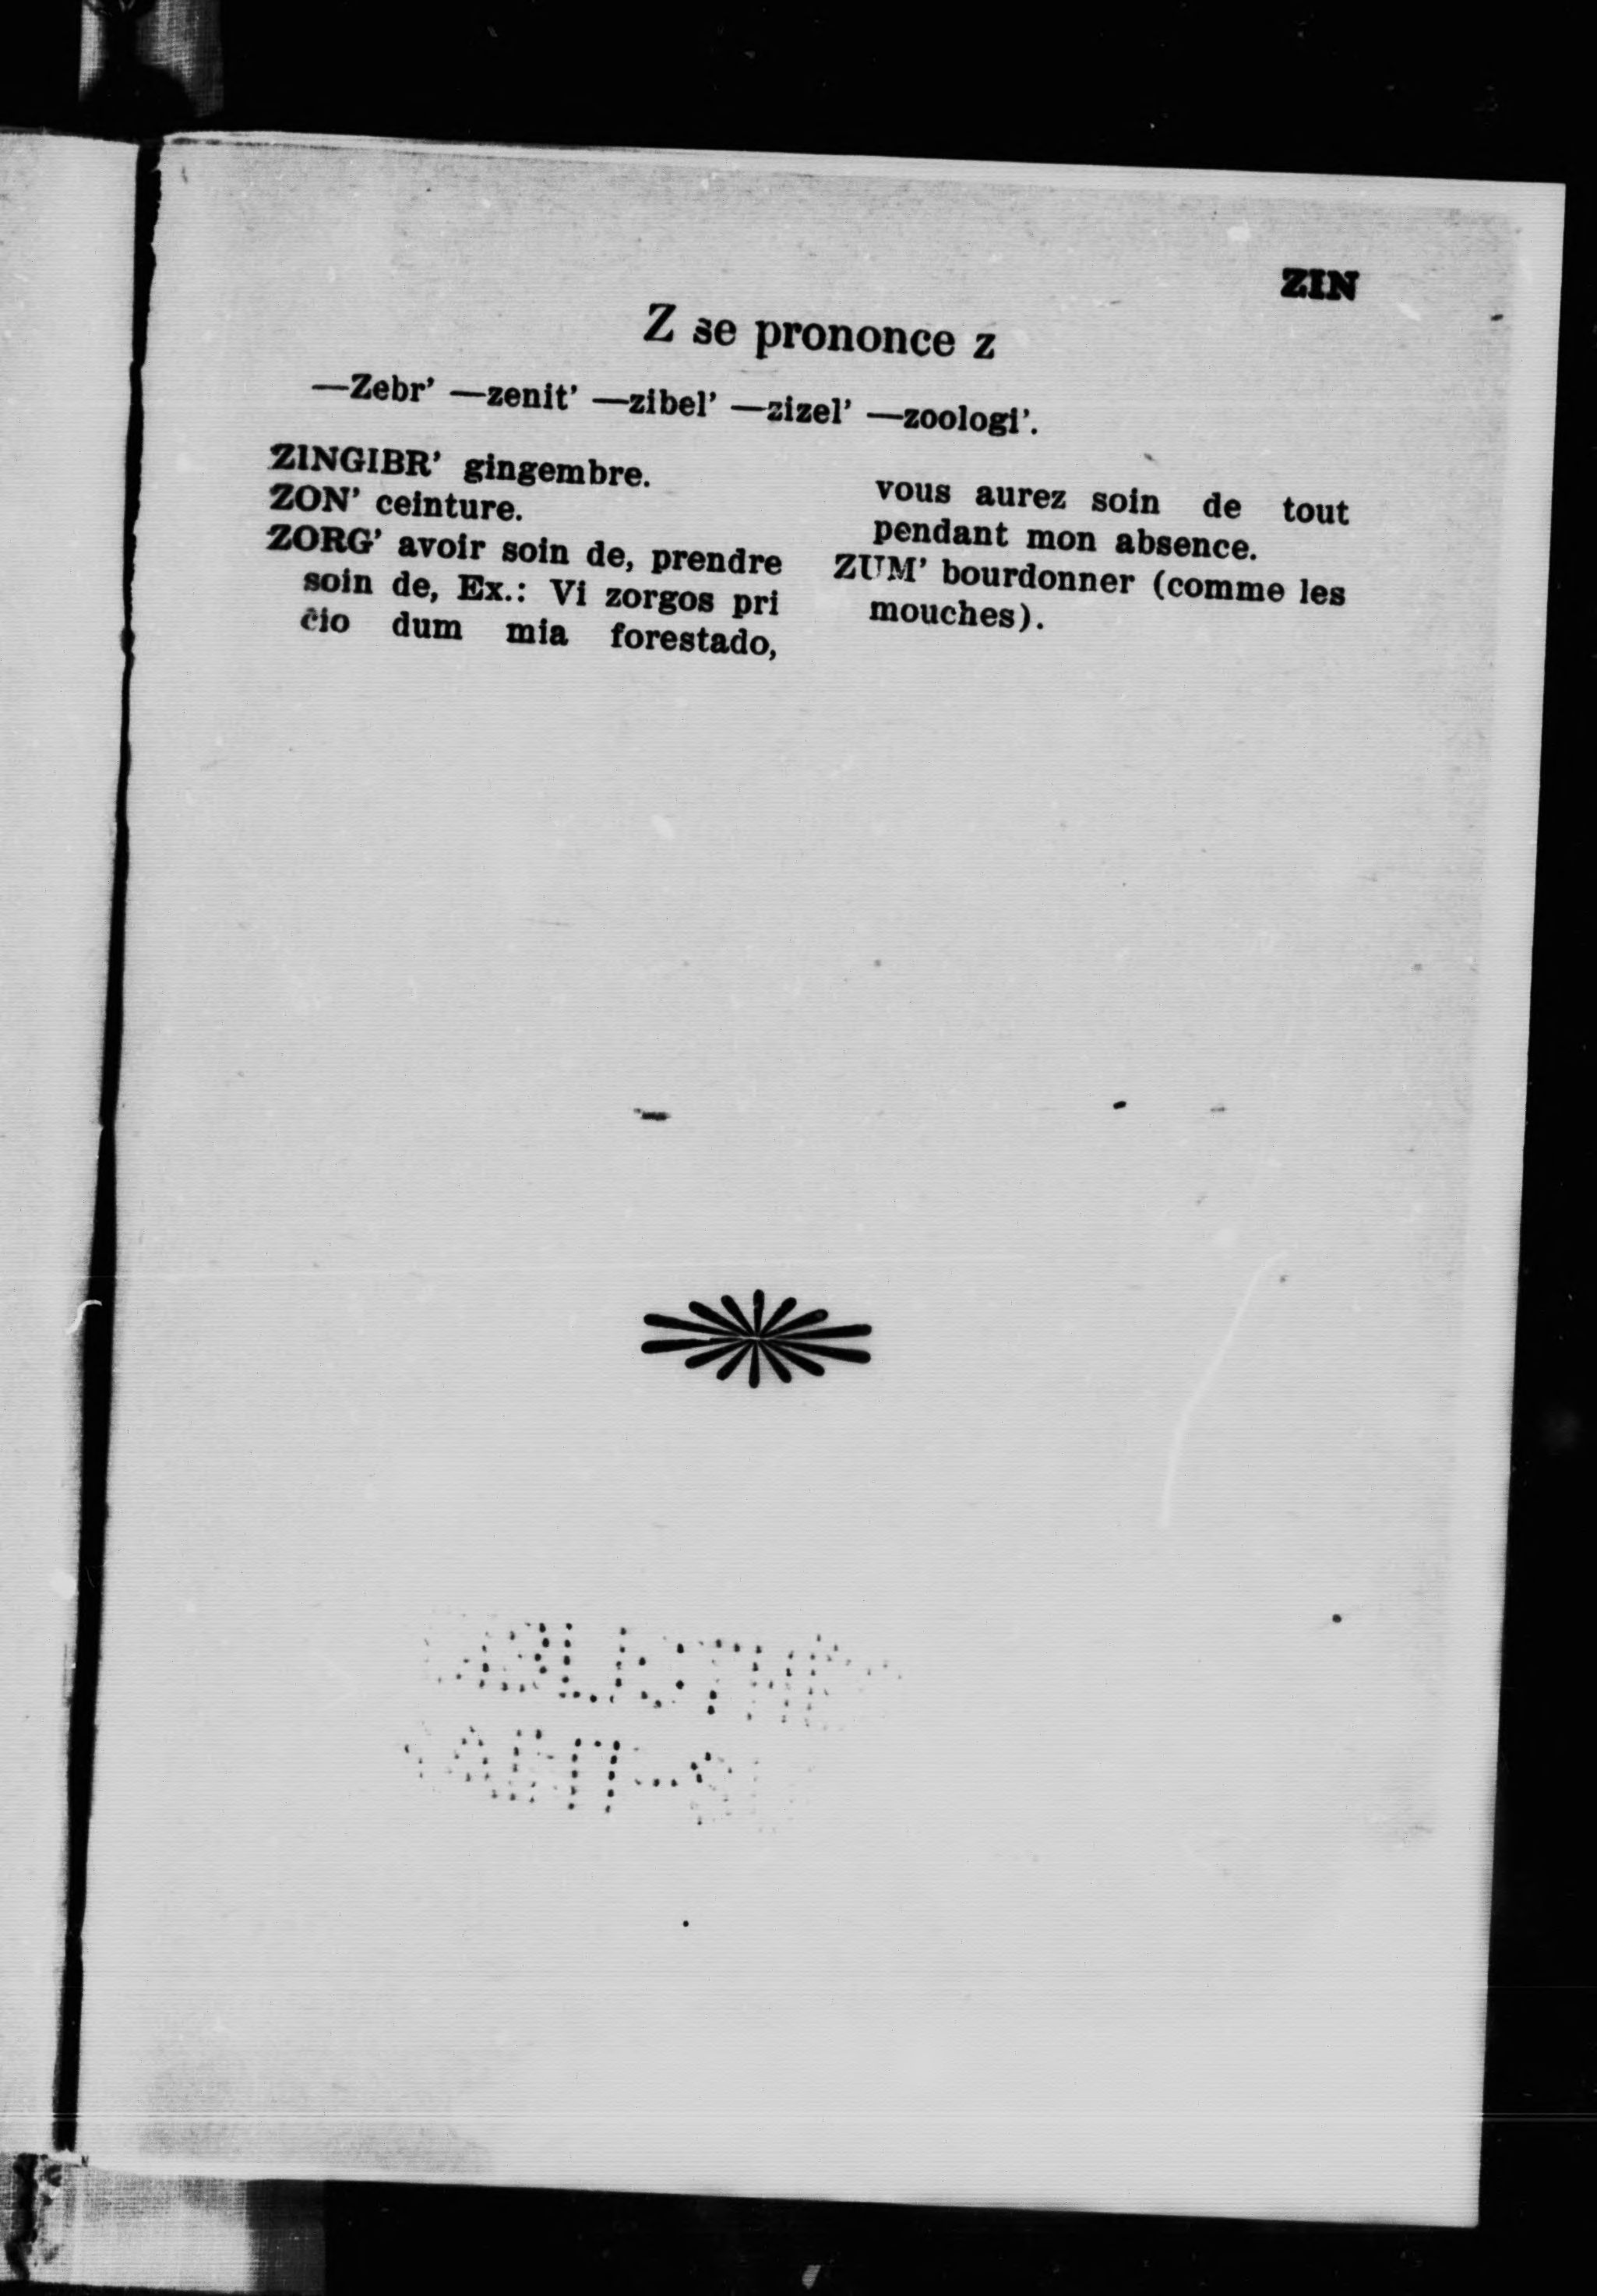 ZIN
Z se prononce z
—Zebr’ —zenit’ —zibel’ —zizel’ —zoologi’.
ZINGIBR’ gingembre.
ZON’ ceinture.
ZORG’ avoir soin de, prendre
soin de, Ex.: Vi zorgos pri
ĉio dum mia forestado,
vous aurez soin de tout
pendant mon absence.
ZUM’ bourdonner (comme les
mouches).